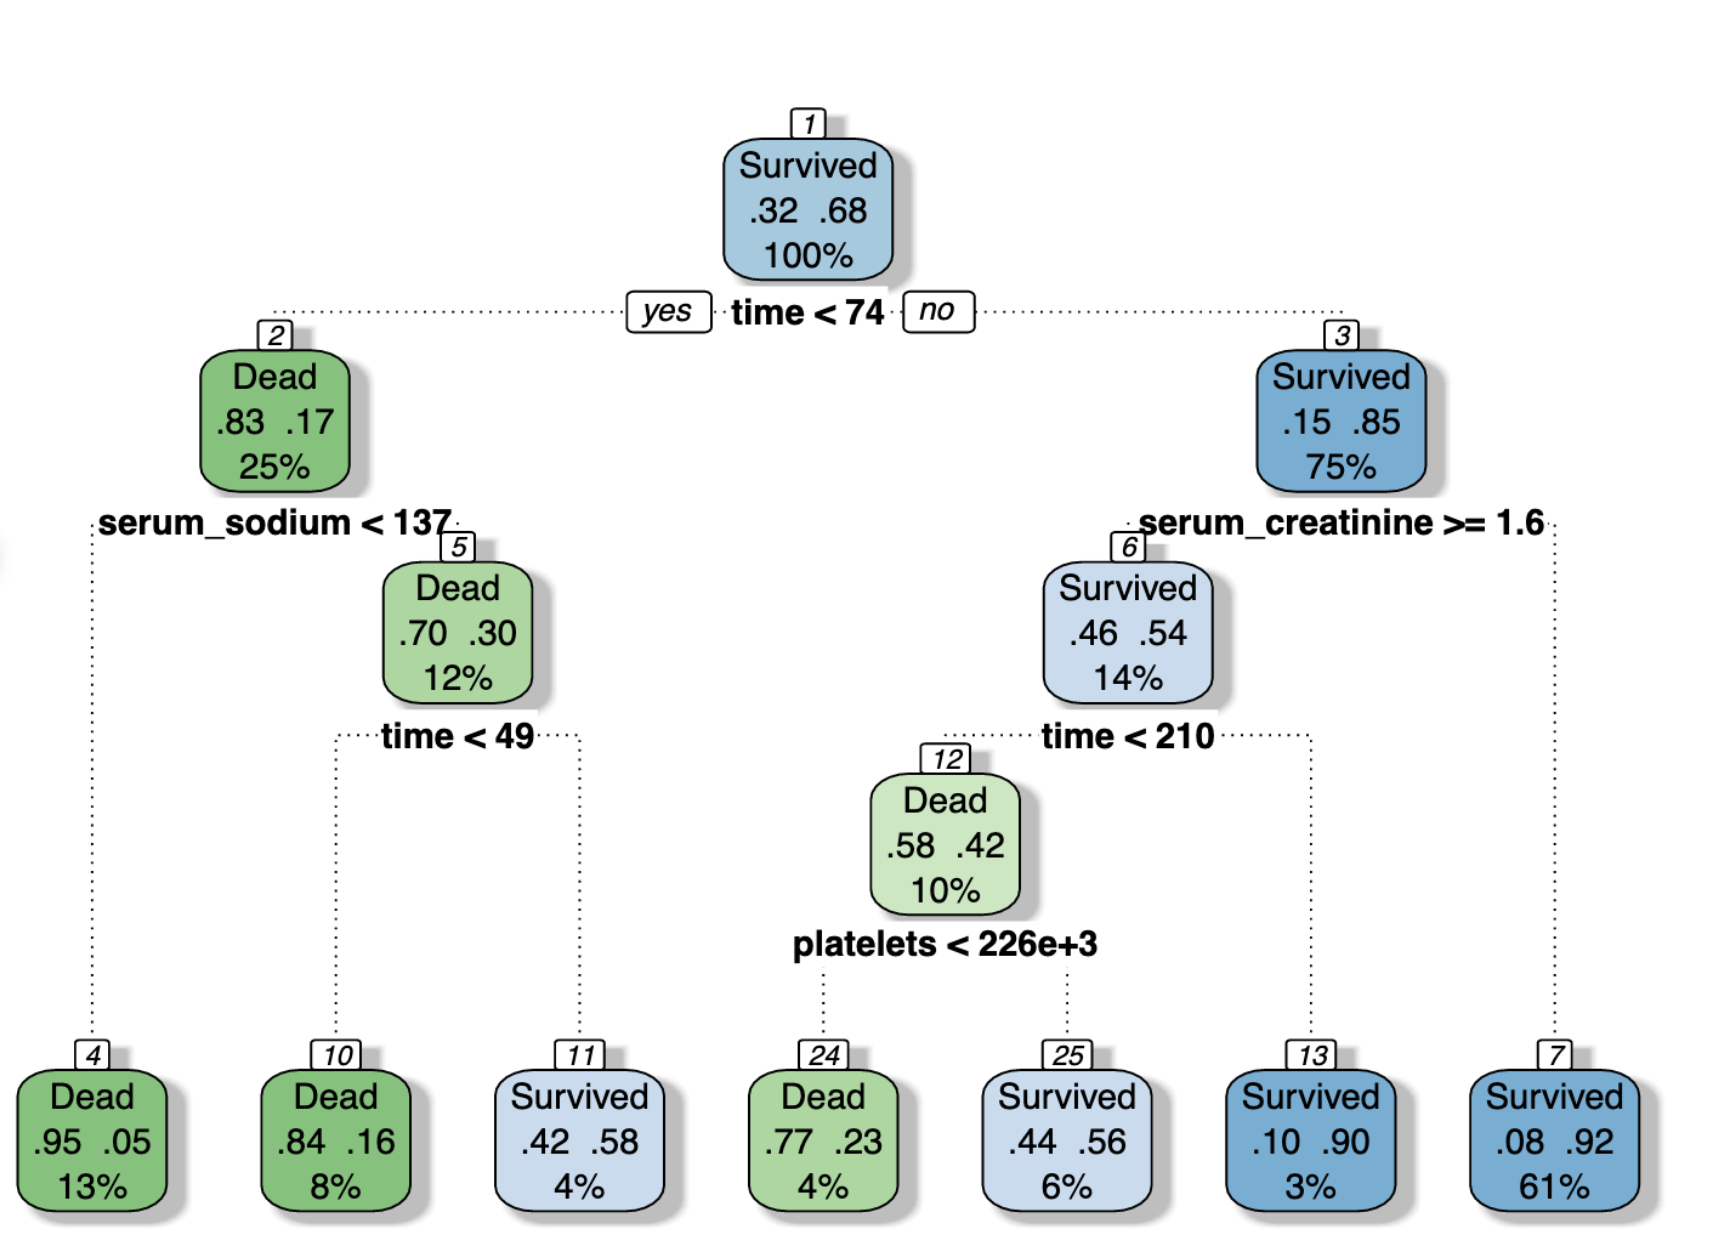 1
Survived
.32 .68
100%
yes time < 74 no
2
Dead
.83 .17
25%
3
Survived
.15 .85
75%
serum_sodium < 137
serum_creatinine >= 1.6
5
Dead
.70 .30
12%
6
Survived
.46 .54
14%
time < 49
time < 210
12
Dead
.58 .42
10%
platelets < 226e+3
4
Dead
.95 .05
13%
10
Dead
.84 .16
8%
11
Survived
.42 .58
4%
24
Dead
.77 .23
4%
25
Survived
.44 .56
6%
13
Survived
.10 .90
3%
7
Survived
.08 .92
61%